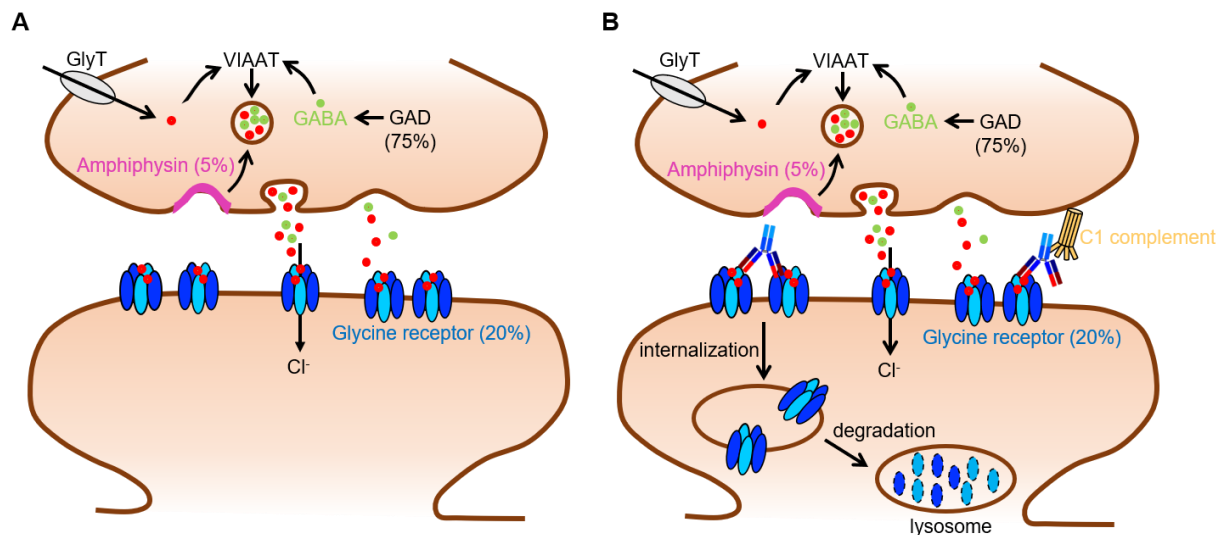 A
GlyT
VIAAT
GABA
GAD
(75%)
Amphiphysin (5%)
Glycine receptor (20%)
Cl-
B
GlyT
VIAAT
GABA
GAD
(75%)
Amphiphysin (5%)
C1 complement
Glycine receptor (20%)
internalization
Cl-
degradation
lysosome